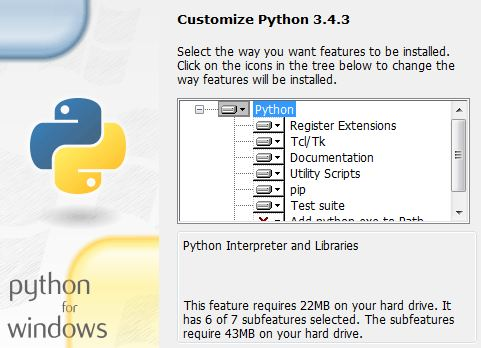 Customize Python 3.4.3
Select the way you want features to be installed.
Click on the icons in the tree below to change the
way features will be installed.
Python
Register Extensions
Tcl/Tk
Documentation
Utility Scripts
pip
Test suite
Add python.exe to Path
Python Interpreter and Libraries
This feature requires 22MB on your hard drive. It
has 6 of 7 subfeatures selected. The subfeatures
require 43MB on your hard drive.
python
for
windows